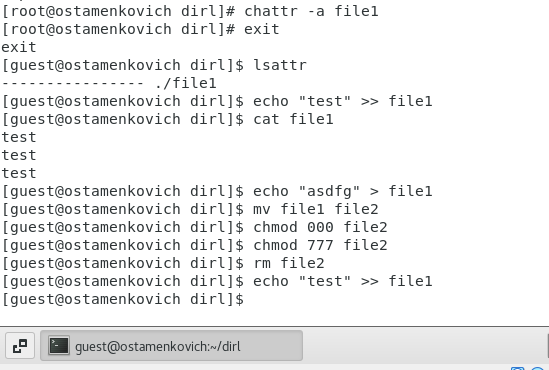 [root@ostamenkovich dirl]# chattr -a file1
[root@ostamenkovich dirl]# exit
exit
[guest@ostamenkovich dirl]$ lsattr
---------------- ./file1
[guest@ostamenkovich dirl]$ echo "test" >> file1
[guest@ostamenkovich dirl]$ cat file1
test
test
test
[guest@ostamenkovich dirl]$ echo "asdfg" > file1
[guest@ostamenkovich dirl]$ mv file1 file2
[guest@ostamenkovich dirl]$ chmod 000 file2
[guest@ostamenkovich dirl]$ chmod 777 file2
[guest@ostamenkovich dirl]$ rm file2
[guest@ostamenkovich dirl]$ echo "test" >> file1
[guest@ostamenkovich dirl]$
guest@ostamenkovich:~/dirl